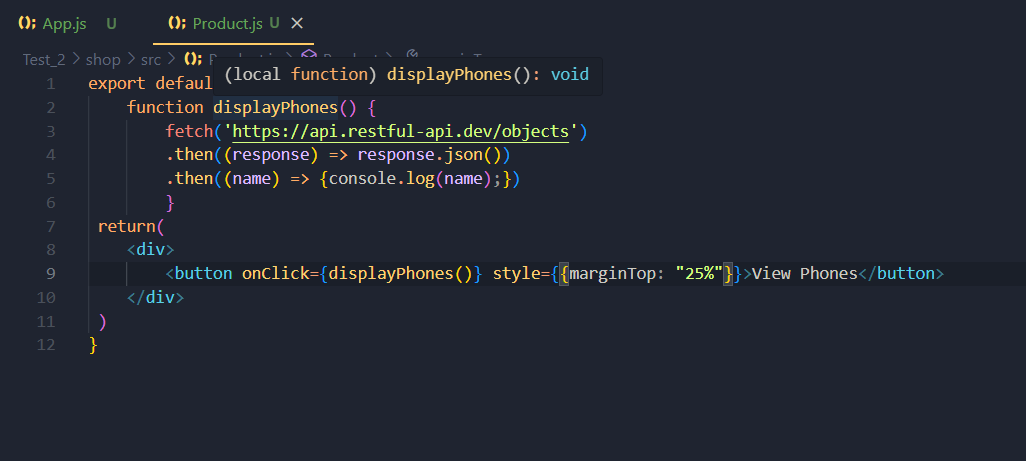 (); App.js U (); Product.js U ×
Test_2 > shop > src > ();
(local function) displayPhones(): void
1 export defaul
2 function displayPhones() {
3 fetch('https://api.restful-api.dev/objects')
4 .then((response) => response.json())
5 .then((name) => {console.log(name);})
6 }
7 return(
8 <div>
9 <button onClick={displayPhones()} style={{marginTop: "25%"}}>View Phones</button>
10 </div>
11 )
12 }